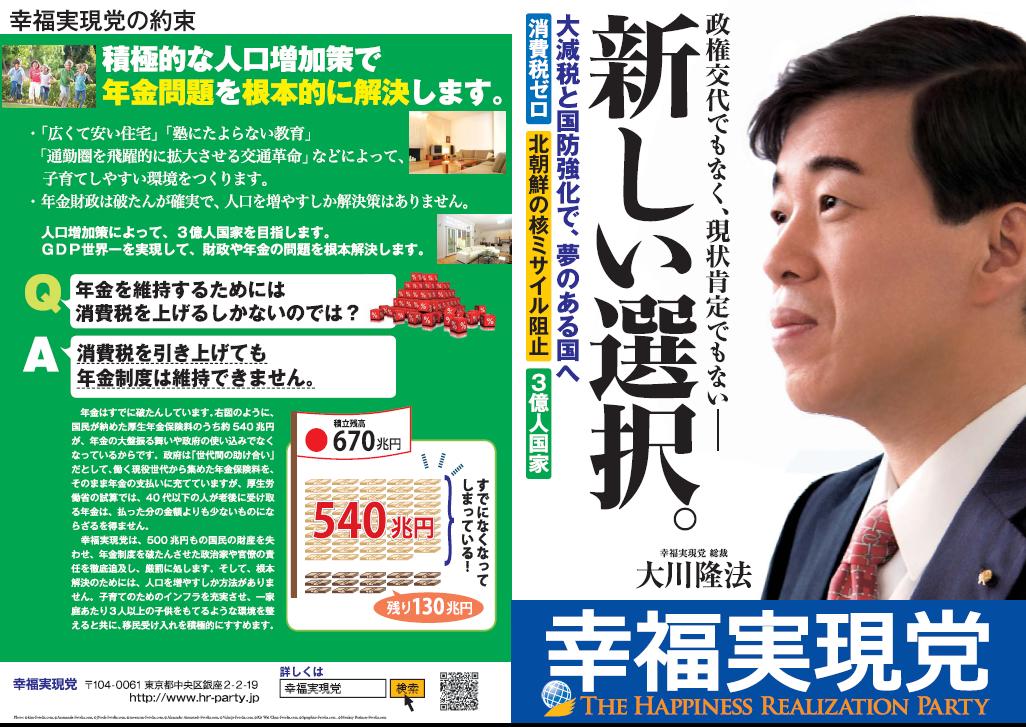 幸福実現党の約束
積極的な人口増加策で
年金問題を根本的に解決します。
・「広くて安い住宅」「塾にたよらない教育」
「通勤圏を飛躍的に拡大させる交通革命」などによって、
子育てしやすい環境をつくります。
・年金財政は破たんが確実で、人口を増やすしか解決策はありません。
人口増加策によって、3億人国家を目指します。
GDP世界一を実現して、財政や年金の問題を根本解決します。
Q 年金を維持するためには
消費税を上げるしかないのでは？
A 消費税を引き上げても
年金制度は維持できません。
年金はすでに破たんしています。右図のように、
国民が納めた厚生年金保険料のうち約540兆円
が、年金の大盤振る舞いや政府の使い込みでなく
なっているからです。政府は「世代間の助け合い」
だとして、働く現役世代から集めた年金保険料を、
そのまま年金の支払いに充てていますが、厚生労
働省の試算では、40代以下の人が老後に受け取
る年金は、払った分の金額よりも少ないものにな
らざるを得ません。
幸福実現党は、500兆円もの国民の財産を失
わせ、年金制度を破たんさせた政治家や官僚の責
任を徹底追及し、厳罰に処します。そして、根本
解決のためには、人口を増やすしか方法がありま
せん。子育てのためのインフラを充実させ、一家
庭あたり3人以上の子供をもてるような環境を整
えると共に、移民受け入れを積極的にすすめます。
積立残高
670兆円
540兆円
すでになくなって
しまっている！
残り130兆円
幸福実現党 〒104-0061 東京都中央区銀座2-2-19
http://www.hr-party.jp
詳しくは
幸福実現党 検索
政権交代でもなく、現状肯定でもない——
新しい選択。
大減税と国防強化で、夢のある国へ
消費税ゼロ 北朝鮮の核ミサイル阻止 3億人国家
幸福実現党 総裁
大川隆法
幸福実現党
THE HAPPINESS REALIZATION PARTY